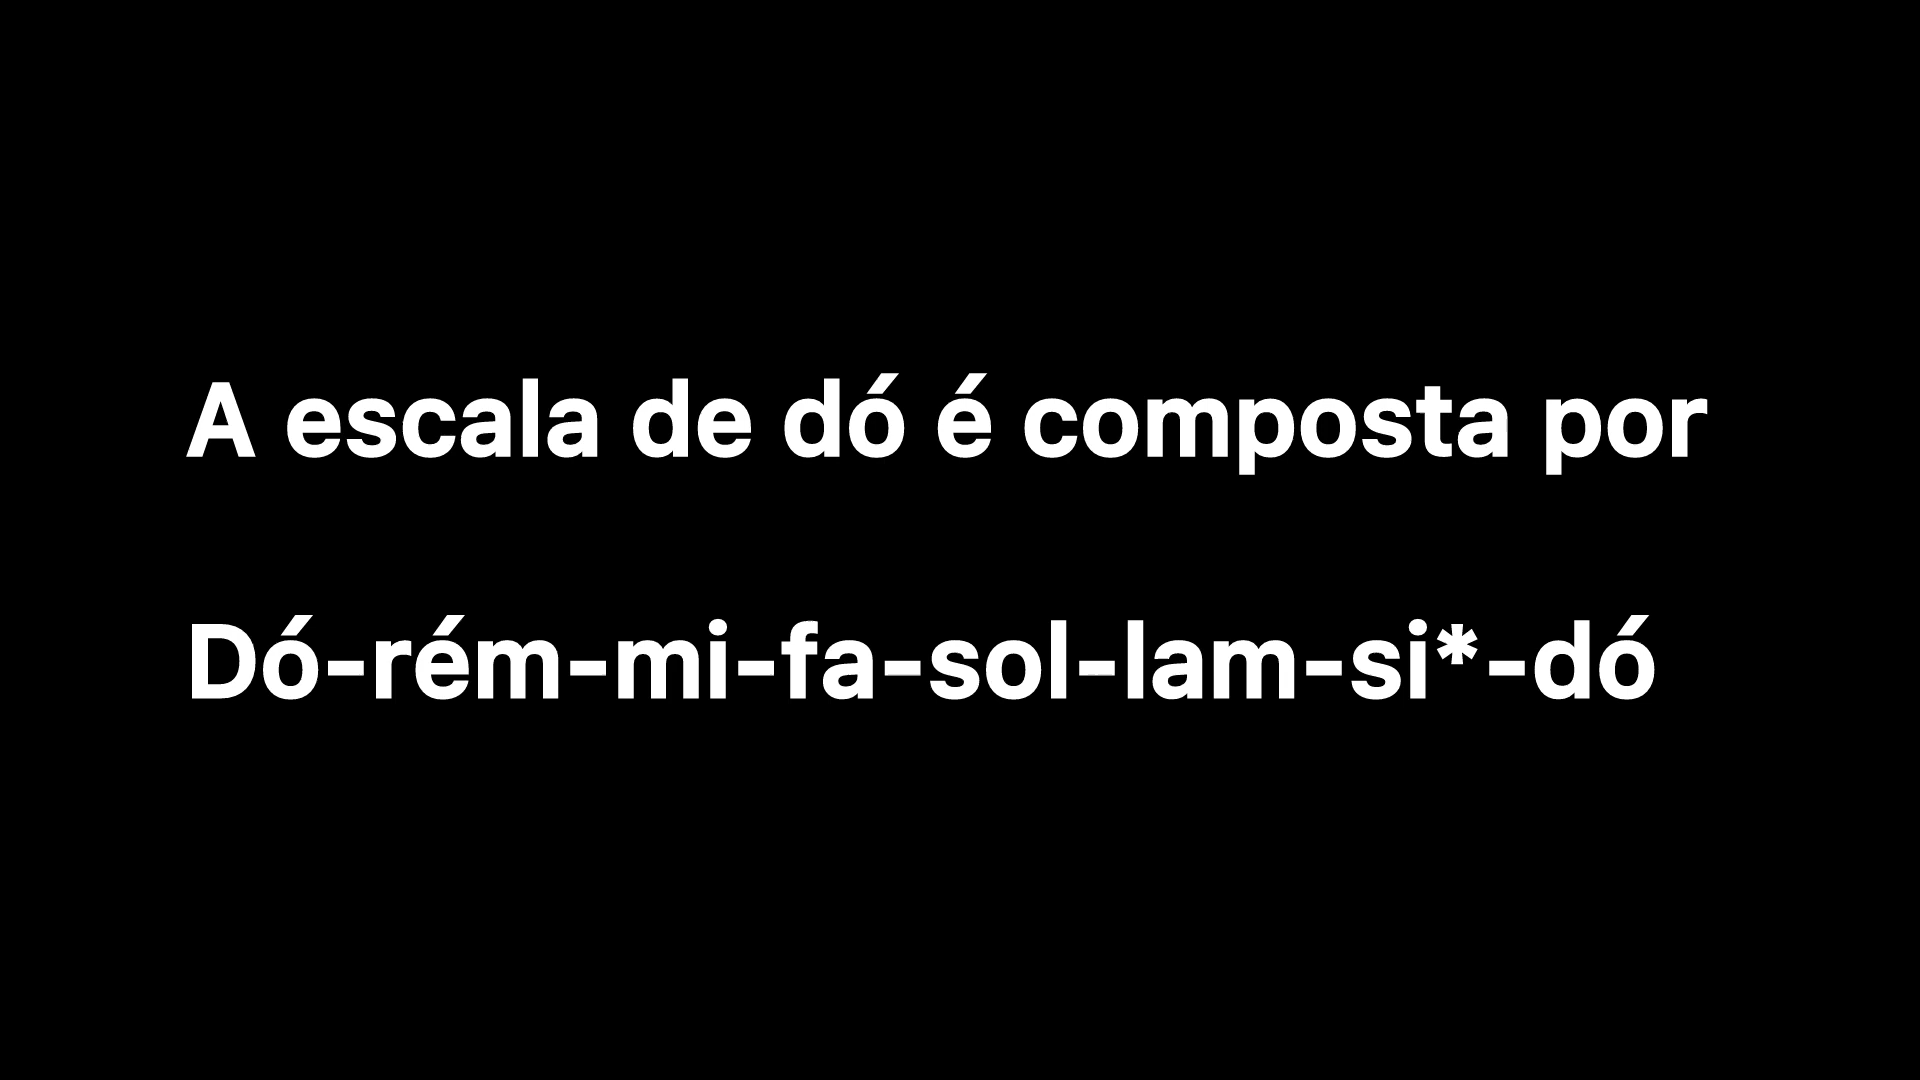 A escala de dó é composta por
Dó-rém-mi-fa-sol-lam-si*-dó